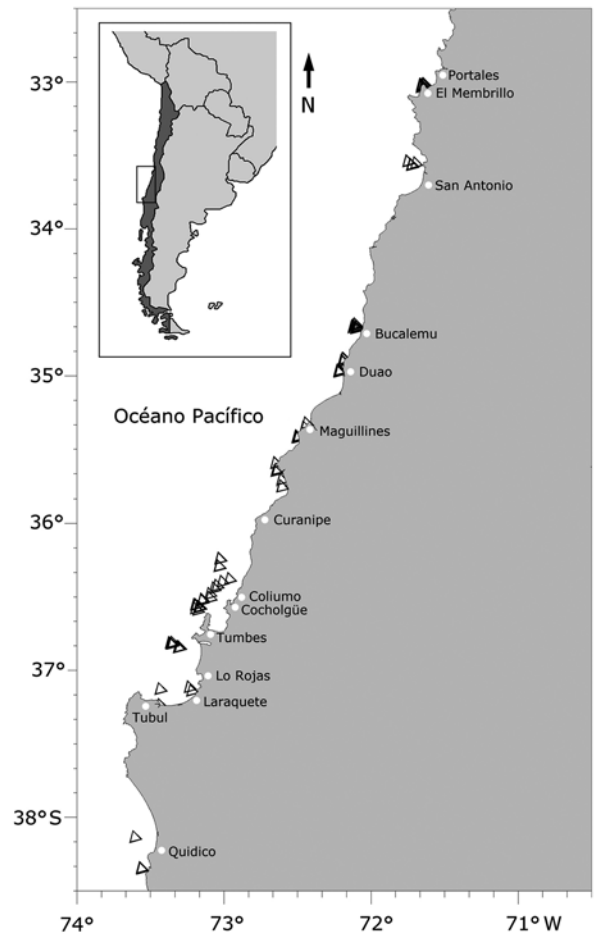 33°
34°
35°
36°
37°
38°S
74°
73°
72°
71°W
N
Océano Pacífico
Portales
El Membrillo
San Antonio
Bucalemu
Duao
Maguillines
Curanipe
Coliumo
Cocholgüe
Tumbes
Lo Rojas
Laraquete
Tubul
Quidico